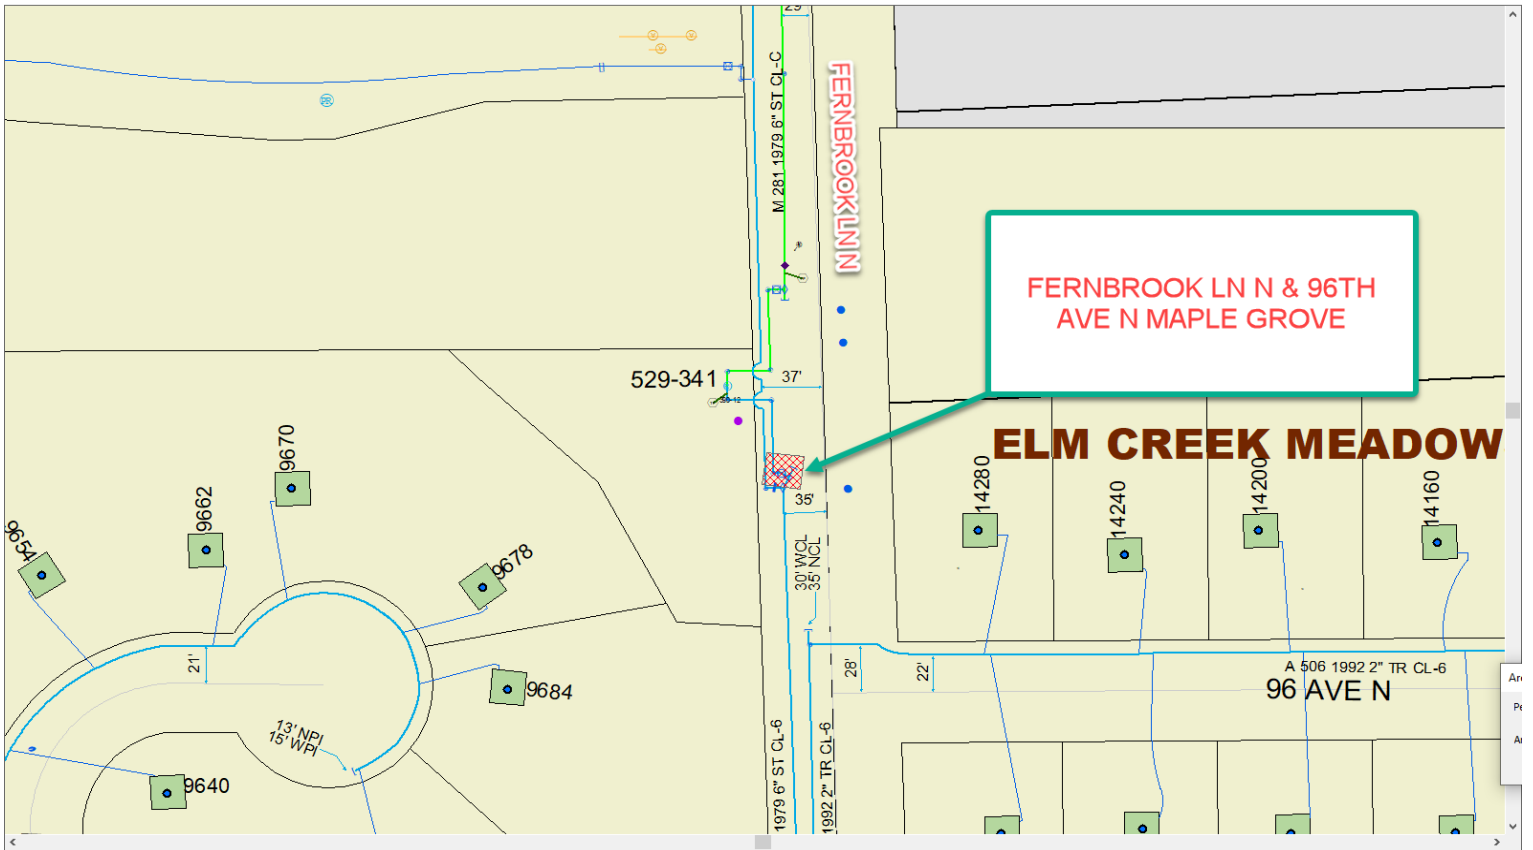 29'
PR
M 281 1979 6" ST CL-C
FERNBROOK LN N
FERNBROOK LN N & 96TH
AVE N MAPLE GROVE
529-341
37'
ELM CREEK MEADOW
9670
9662
9654
9678
14280
14240
14200
14160
35'
30' WCL
35' NCL
21'
9684
28'
22'
A 506 1992 2" TR CL-6
96 AVE N
13' NPI
15' WPI
1979 6" ST CL-6
1992 2" TR CL-6
9640